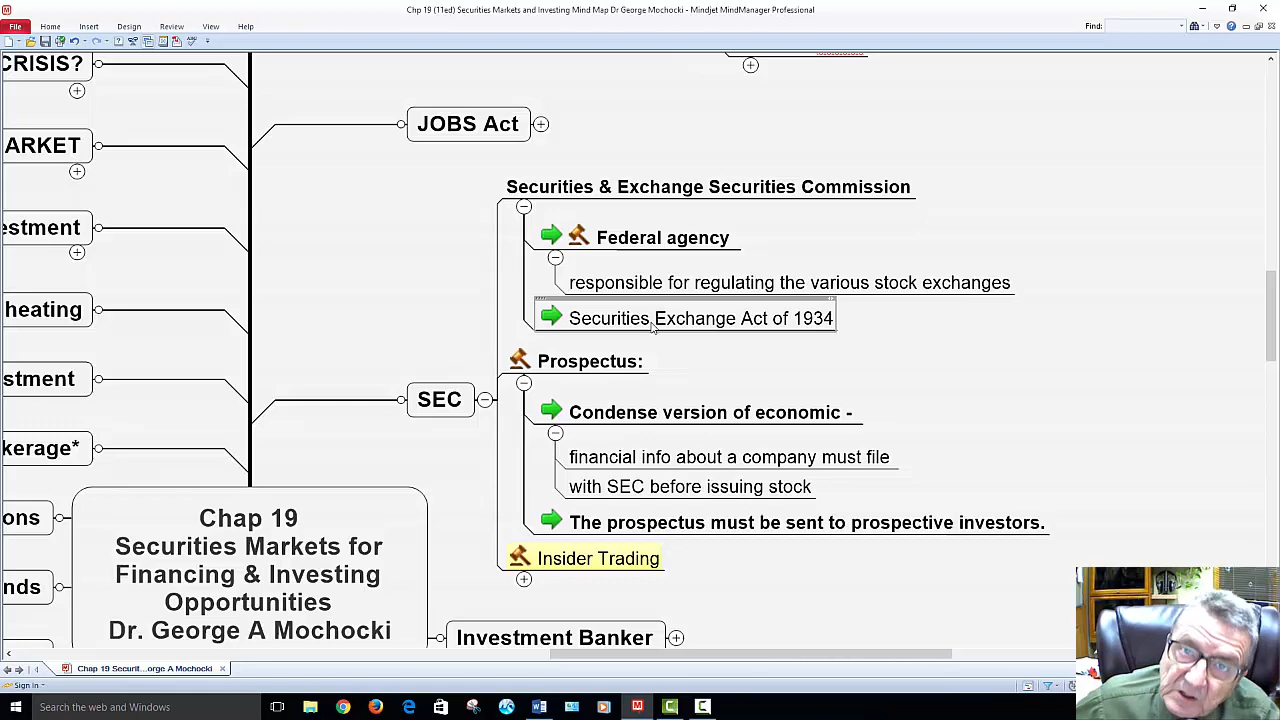 Chp 19 (11ed) Securities Markets and Investing Mind Map Dr George Mochocki - Mindjet MindManager Professional
File Home Insert Design Review View Help Find:
CRISIS?
JOBS Act
ARKET
Securities & Exchange Securities Commission
estment
Federal agency
responsible for regulating the various stock exchanges
heating
Securities Exchange Act of 1934
Prospectus:
stment
SEC
Condense version of economic -
kerage*
financial info about a company must file
with SEC before issuing stock
ons
The prospectus must be sent to prospective investors.
Chap 19
Securities Markets for
Financing & Investing
Opportunities
Dr. George A Mochocki
Insider Trading
nds
Investment Banker
Chap 19 Securit...orge A Mochocki
Sign In
Search the web and Windows